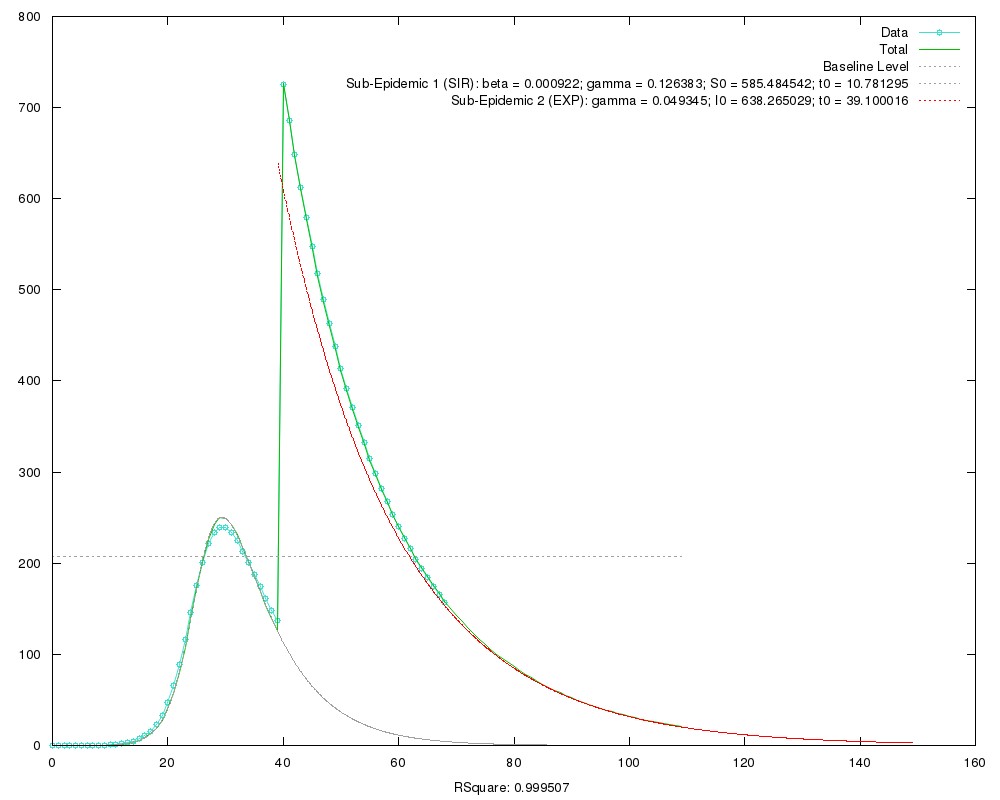 800
700
600
500
400
300
200
100
0
Data
Total
Baseline Level
Sub-Epidemic 1 (SIR): beta = 0.000922; gamma = 0.126383; S0 = 585.484542; t0 = 10.781295
Sub-Epidemic 2 (EXP): gamma = 0.049345; I0 = 638.265029; t0 = 39.100016
0 20 40 60 80 100 120 140 160
RSquare: 0.999507